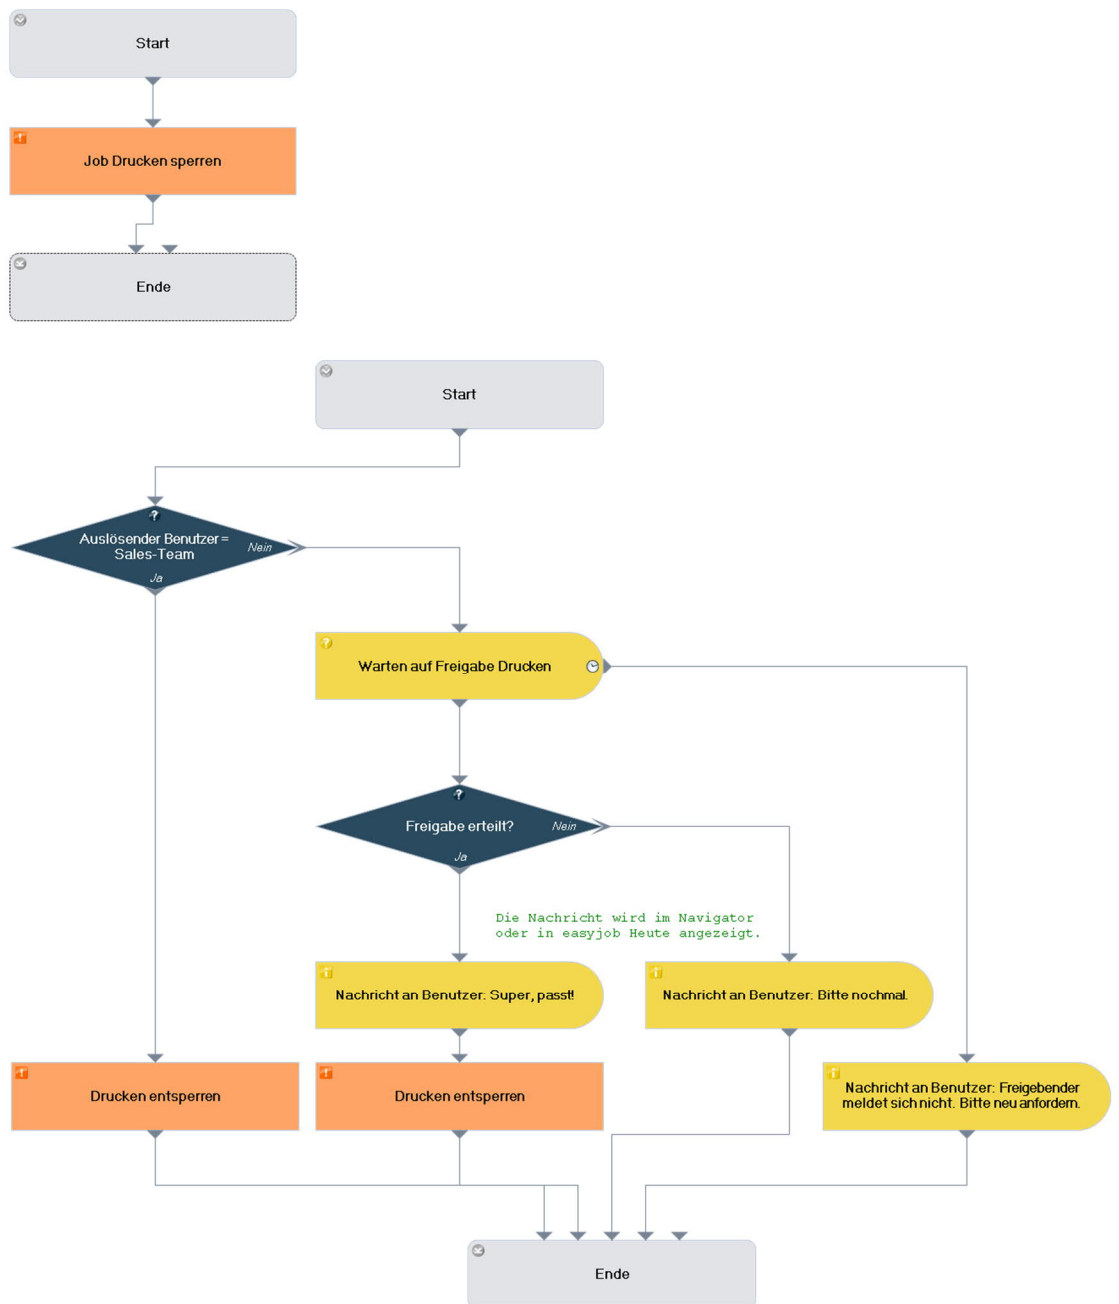 Start
Job Drucken sperren
Ende
Start
Auslösender Benutzer =
Sales-Team
Nein
Ja
Warten auf Freigabe Drucken
Freigabe erteilt?
Nein
Ja
Die Nachricht wird im Navigator
oder in easyjob Heute angezeigt.
Nachricht an Benutzer: Super, passt!
Nachricht an Benutzer: Bitte nochmal.
Drucken entsperren
Drucken entsperren
Nachricht an Benutzer: Freigebender
meldet sich nicht. Bitte neu anfordern.
Ende